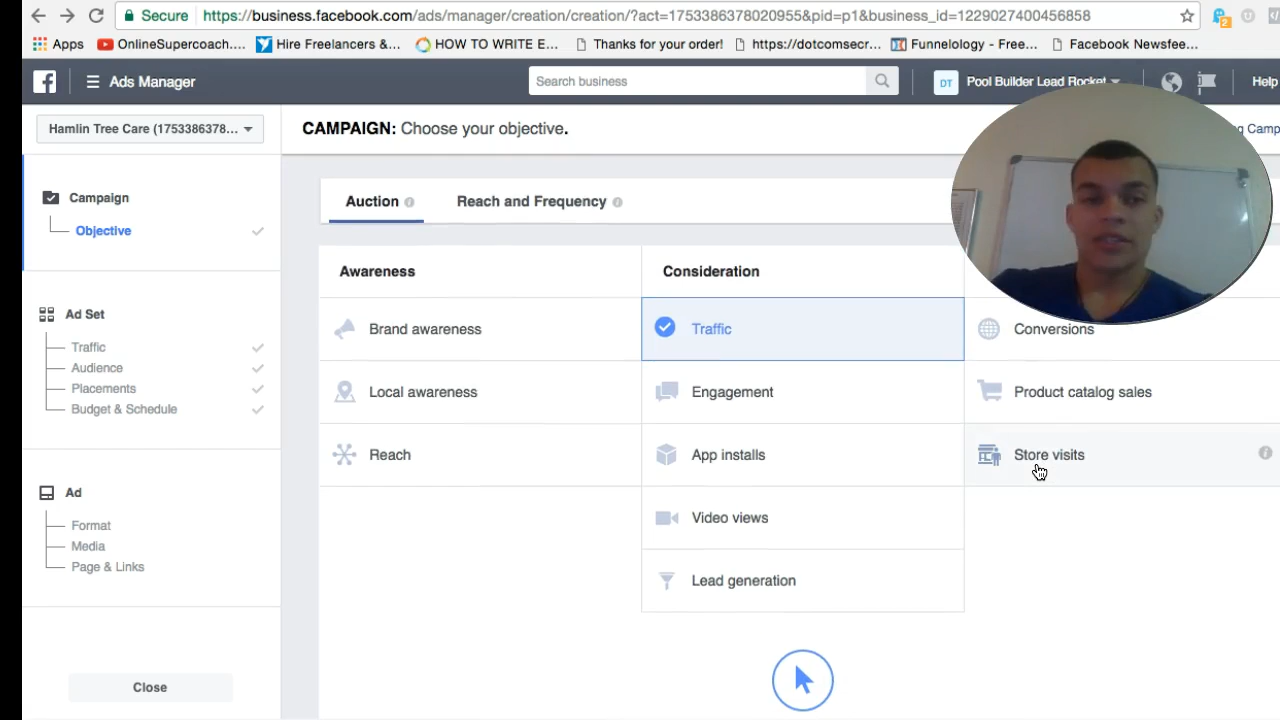 Secure https://business.facebook.com/ads/manager/creation/creation/?act=1753386378020955&pid=p1&business_id=1229027400456858
2
Apps OnlineSupercoach.... Hire Freelancers &... HOW TO WRITE E... Thanks for your order! https://dotcomsecr... Funnelology - Free... Facebook Newsfee...
Ads Manager Search business DT Pool Builder Lead Rocket Help
Hamlin Tree Care (1753386378... CAMPAIGN: Choose your objective. Camp
Campaign
Objective
Auction Reach and Frequency
Awareness Consideration
Brand awareness Traffic Conversions
Local awareness Engagement Product catalog sales
Reach App installs Store visits
Video views
Lead generation
Ad Set
Traffic
Audience
Placements
Budget & Schedule
Ad
Format
Media
Page & Links
Close